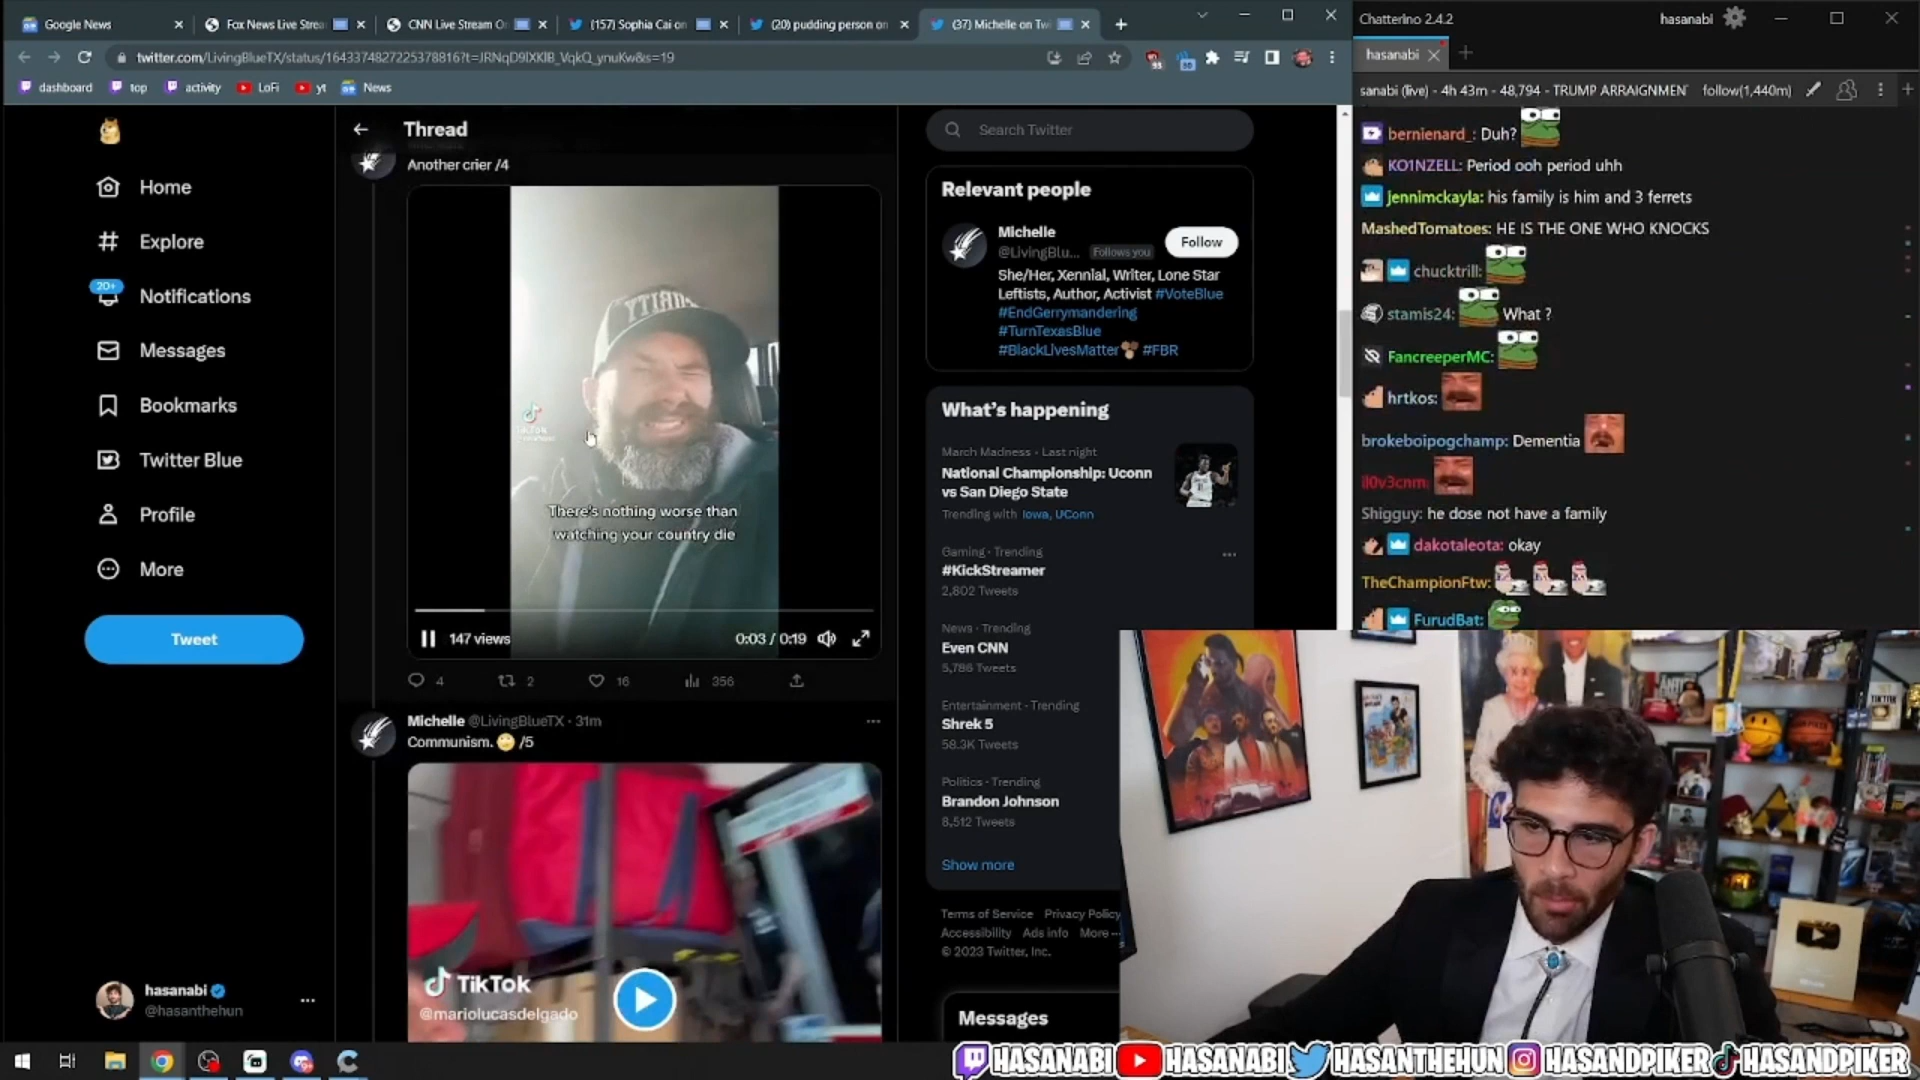 Google News
Fox News Live Strea
CNN Live Stream O
(157) Sophia Cai on
(20) pudding person on
(37) Michelle on Tw
Chatterino 2.4.2
hasanabi
hasanabi
twitter.com/LivingBlueTX/status/1643374827225378816?t=JRNqD9lXKlB_VqkQ_ynuKw&s=19
dashboard
top
activity
LoFi
yt
News
sanabi (live) - 4h 43m - 48,794 - TRUMP ARRAIGNMEN
follow(1,440m)
Home
Explore
20+
Notifications
Messages
Bookmarks
Twitter Blue
Profile
More
Tweet
hasanabi
@hasanthehun
Thread
Another crier /4
There's nothing worse than
watching your country die
147 views
0:03 / 0:19
4
2
16
356
Michelle @LivingBlueTX · 31m
Communism. /5
TikTok
@mariolucasdelgado
Search Twitter
Relevant people
Michelle
@LivingBlu...
Follows you
Follow
She/Her, Xennial, Writer, Lone Star
Leftists, Author, Activist #VoteBlue
#EndGerrymandering
#TurnTexasBlue
#BlackLivesMatter #FBR
What's happening
March Madness · Last night
National Championship: Uconn
vs San Diego State
Trending with Iowa, UConn
Gaming · Trending
#KickStreamer
2,802 Tweets
News · Trending
Even CNN
5,786 Tweets
Entertainment · Trending
Shrek 5
58.3K Tweets
Politics · Trending
Brandon Johnson
8,512 Tweets
Show more
Terms of Service Privacy Policy
Accessibility Ads info More ...
© 2023 Twitter, Inc.
Messages
bernienard_: Duh?
KO1NZELL: Period ooh period uhh
Jennimckayla: his family is him and 3 ferrets
MashedTomatoes: HE IS THE ONE WHO KNOCKS
chucktrill:
stamis24: What ?
FancreeperMC:
hrtkos:
brokeboipogchamp: Dementia
Shigguy: he dose not have a family
dakotaleota: okay
TheChampionFtw:
FurudBat:
HASANABI
HASANABI
HASANTHEHUN
HASANDPIKER
HASANDPIKER